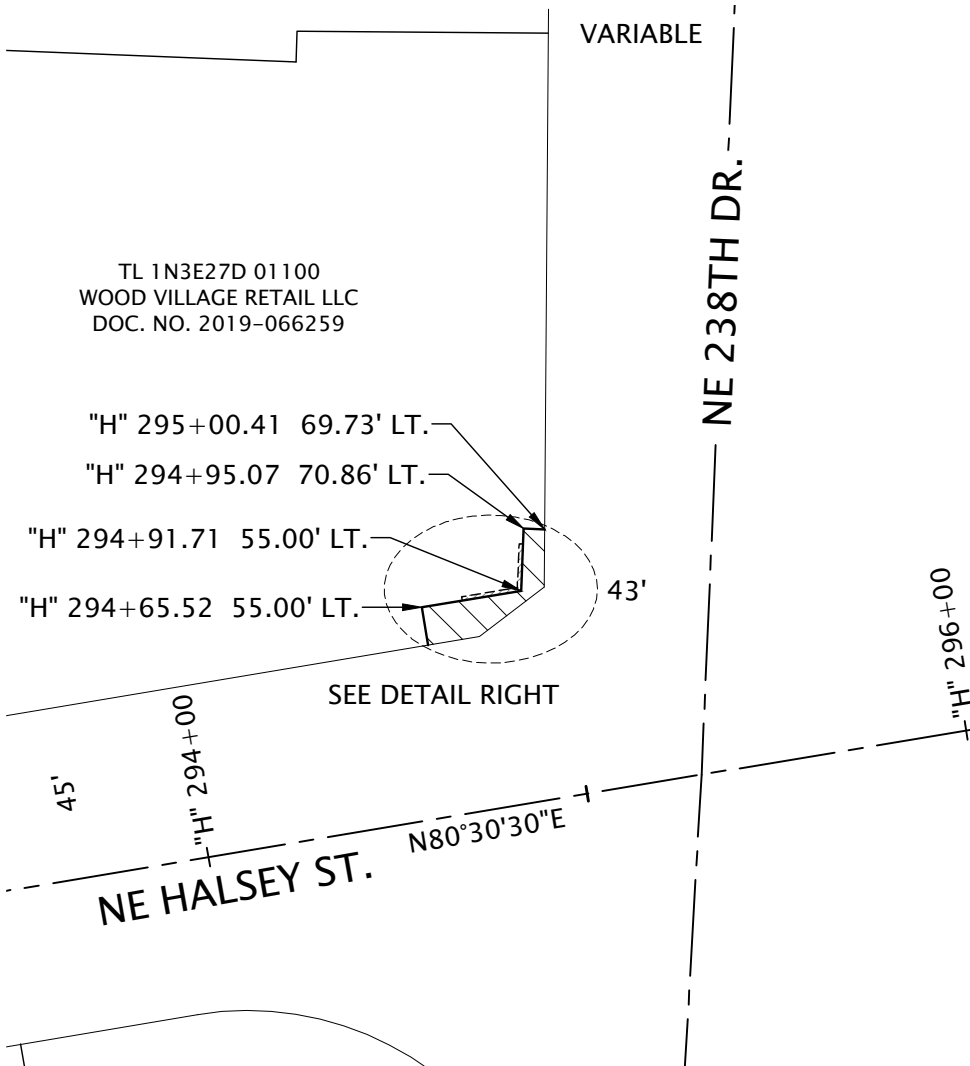 VARIABLE
NE 238TH DR.
TL 1N3E27D 01100
WOOD VILLAGE RETAIL LLC
DOC. NO. 2019-066259
"H" 295+00.41 69.73' LT.
"H" 294+95.07 70.86' LT.
"H" 294+91.71 55.00' LT.
"H" 294+65.52 55.00' LT.
43'
SEE DETAIL RIGHT
"H" 296+00
"H" 294+00
45'
N80°30'30"E
NE HALSEY ST.